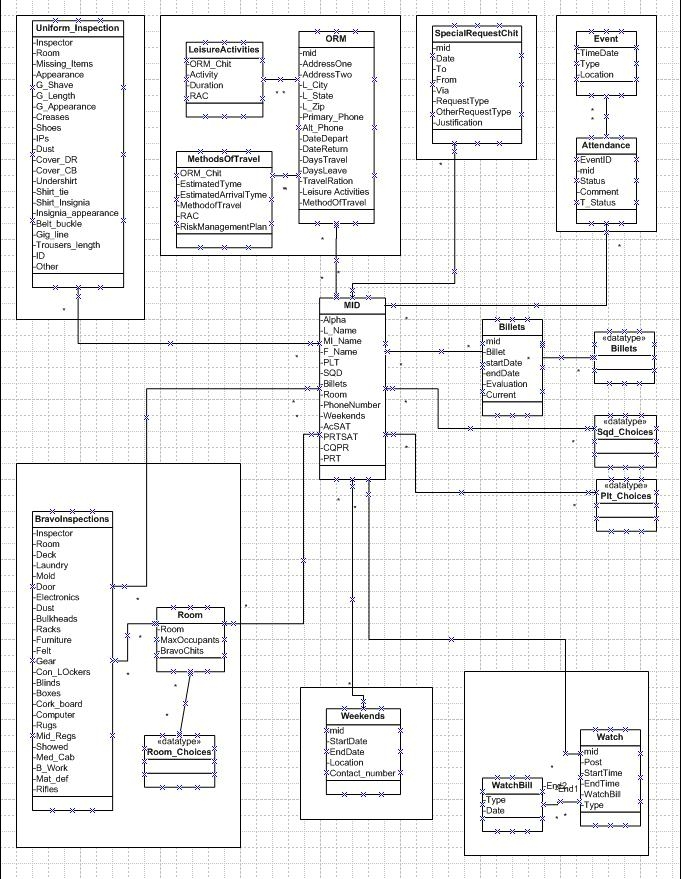 Uniform_Inspection
-Inspector
-Room
-Missing_Items
-Appearance
-G_Shave
-G_Length
-G_Appearance
-Creases
-Shoes
-IPs
-Dust
-Cover_DR
-Cover_CB
-Undershirt
-Shirt_tie
-Shirt_Insignia
-Insignia_appearance
-Belt_buckle
-Gig_line
-Trousers_length
-ID
-Other
LeisureActivities
-ORM_Chit
-Activity
-Duration
-RAC
MethodsOfTravel
-ORM_Chit
-EstimatedTyme
-EstimatedArrivalTyme
-MethodofTravel
-RAC
-RiskManagementPlan
ORM
-mid
-AddressOne
-AddressTwo
-L_City
-L_State
-L_Zip
-Primary_Phone
-Alt_Phone
-DateDepart
-DateReturn
-DaysTravel
-DaysLeave
-TravelRation
-Leisure Activities
-MethodOfTravel
SpecialRequestChit
-mid
-Date
-To
-From
-Via
-RequestType
-OtherRequestType
-Justification
Event
-TimeDate
-Type
-Location
Attendance
-EventID
-mid
-Status
-Comment
-T_Status
MID
-Alpha
-L_Name
-MI_Name
-F_Name
-PLT
-SQD
-Billets
-Room
-PhoneNumber
-Weekends
-AcSAT
-PRTSAT
-CQPR
-PRT
Billets
-mid
-Billet
-startDate
-endDate
-Evaluation
-Current
«datatype»
Billets
«datatype»
Sqd_Choices
«datatype»
Plt_Choices
BravoInspections
-Inspector
-Room
-Deck
-Laundry
-Mold
-Door
-Electronics
-Dust
-Bulkheads
-Racks
-Furniture
-Felt
-Gear
-Con_LOckers
-Blinds
-Boxes
-Cork_board
-Computer
-Rugs
-Mid_Regs
-Showed
-Med_Cab
-B_Work
-Mat_def
-Rifles
Room
-Room
-MaxOccupants
-BravoChits
«datatype»
Room_Choices
Weekends
-mid
-StartDate
-EndDate
-Location
-Contact_number
WatchBill
-Type
-Date
-End2
-End1
Watch
-mid
-Post
-StartTime
-EndTime
-WatchBill
-Type